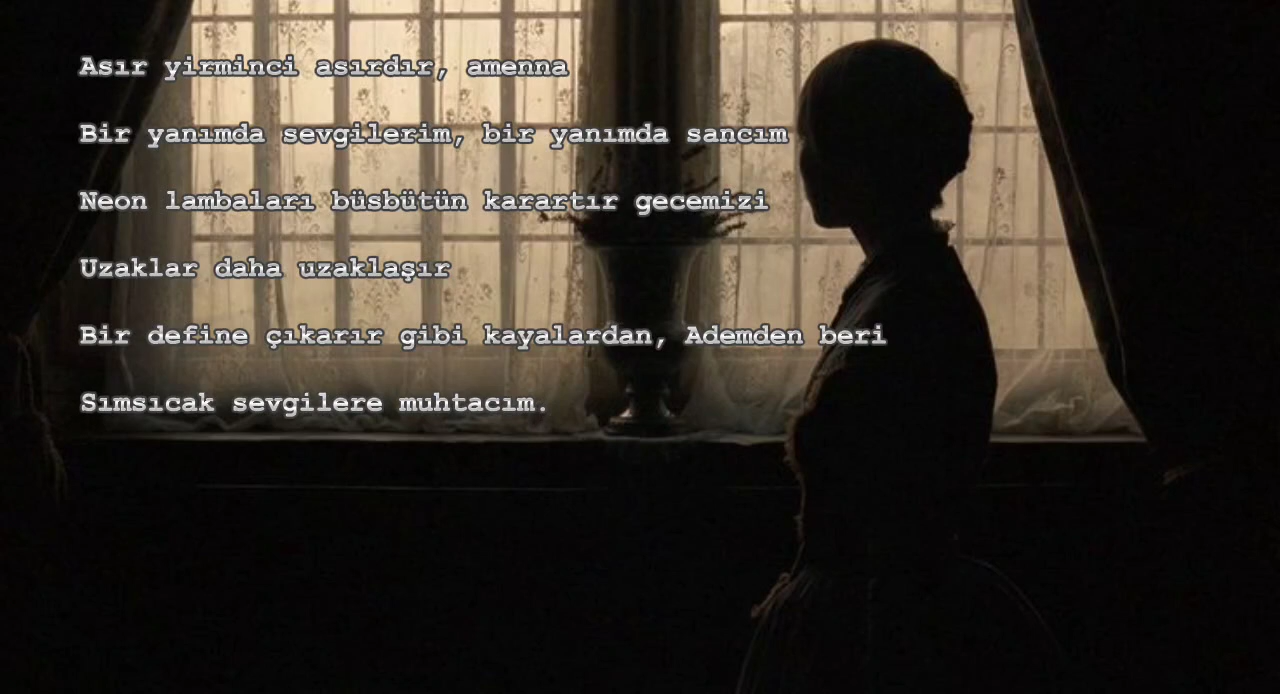 Asır yirminci asırdır, amenna
Bir yanımda sevgilerim, bir yanımda sancım
Neon lambaları büsbütün karartır gecemizi
Uzaklar daha uzaklaşır
Bir define çıkarır gibi kayalardan, Ademden beri
Sımsıcak sevgilere muhtacım.